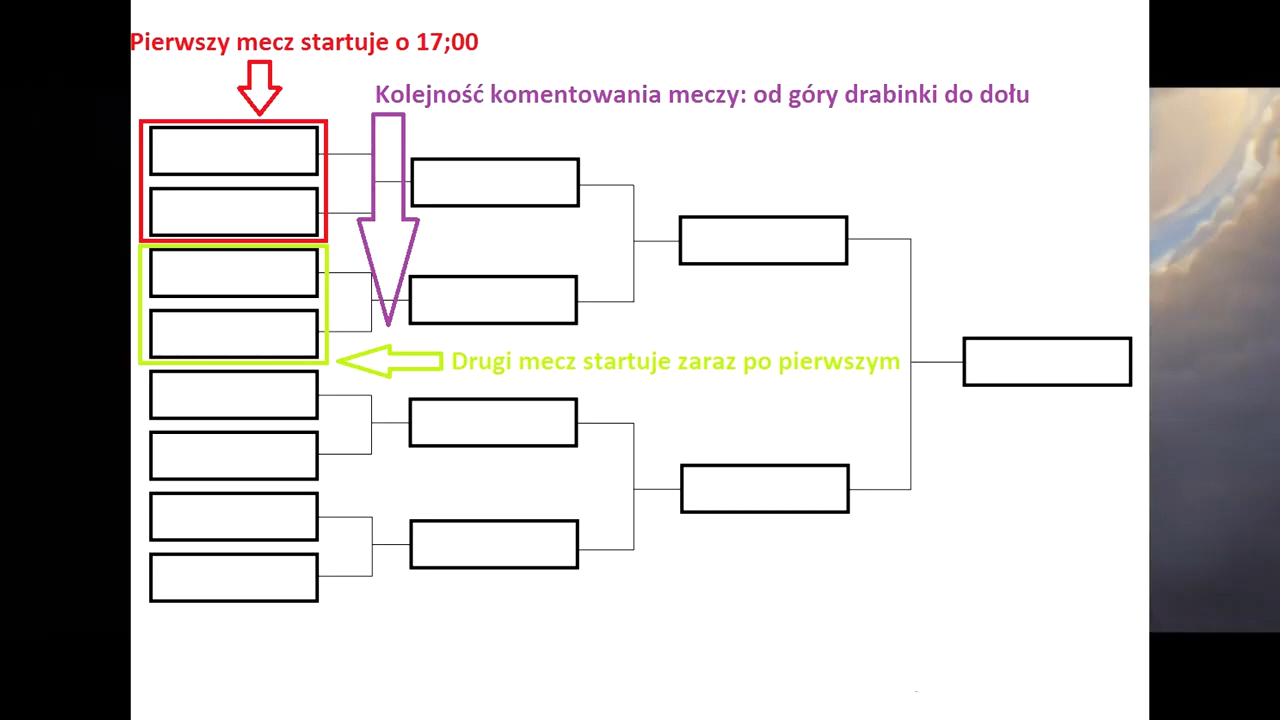 Pierwszy mecz startuje o 17;00
Kolejność komentowania meczy: od góry drabinki do dołu
Drugi mecz startuje zaraz po pierwszym